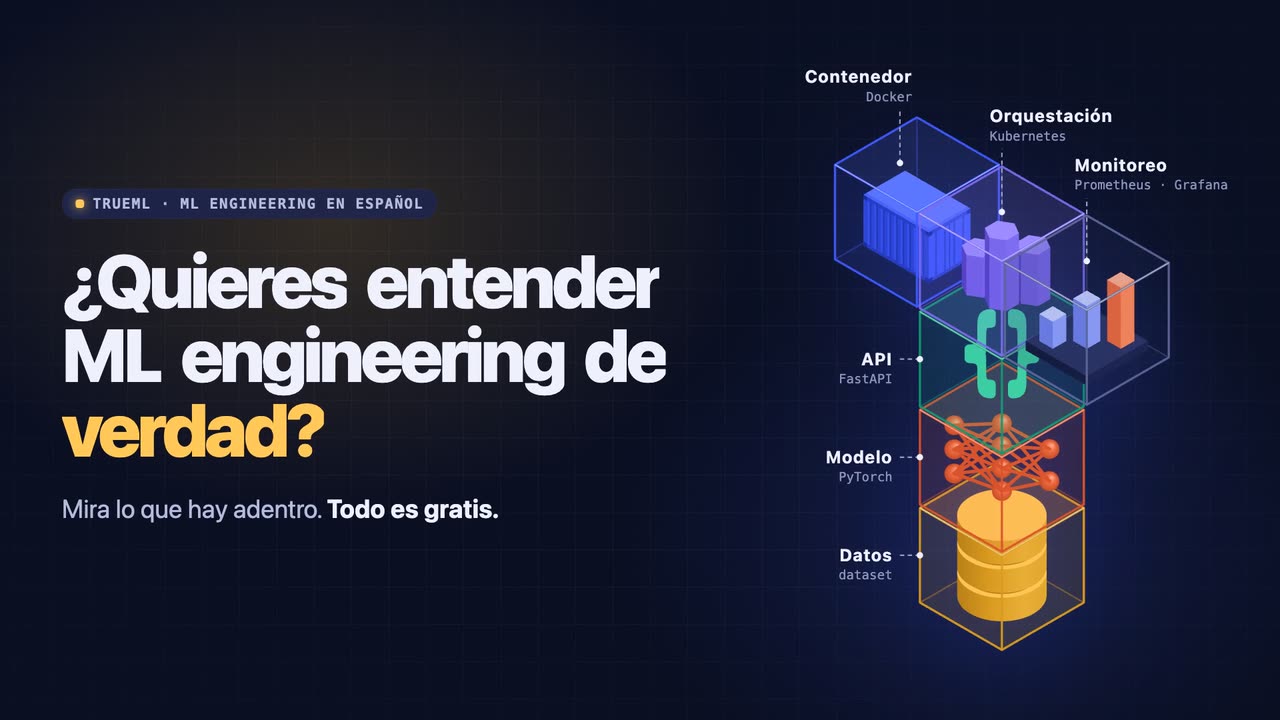 TRUEML · ML ENGINEERING EN ESPAÑOL
¿Quieres entender
ML engineering de
verdad?
Mira lo que hay adentro. Todo es gratis.
Contenedor
Docker
Orquestación
Kubernetes
Monitoreo
Prometheus · Grafana
API
FastAPI
Modelo
PyTorch
Datos
dataset